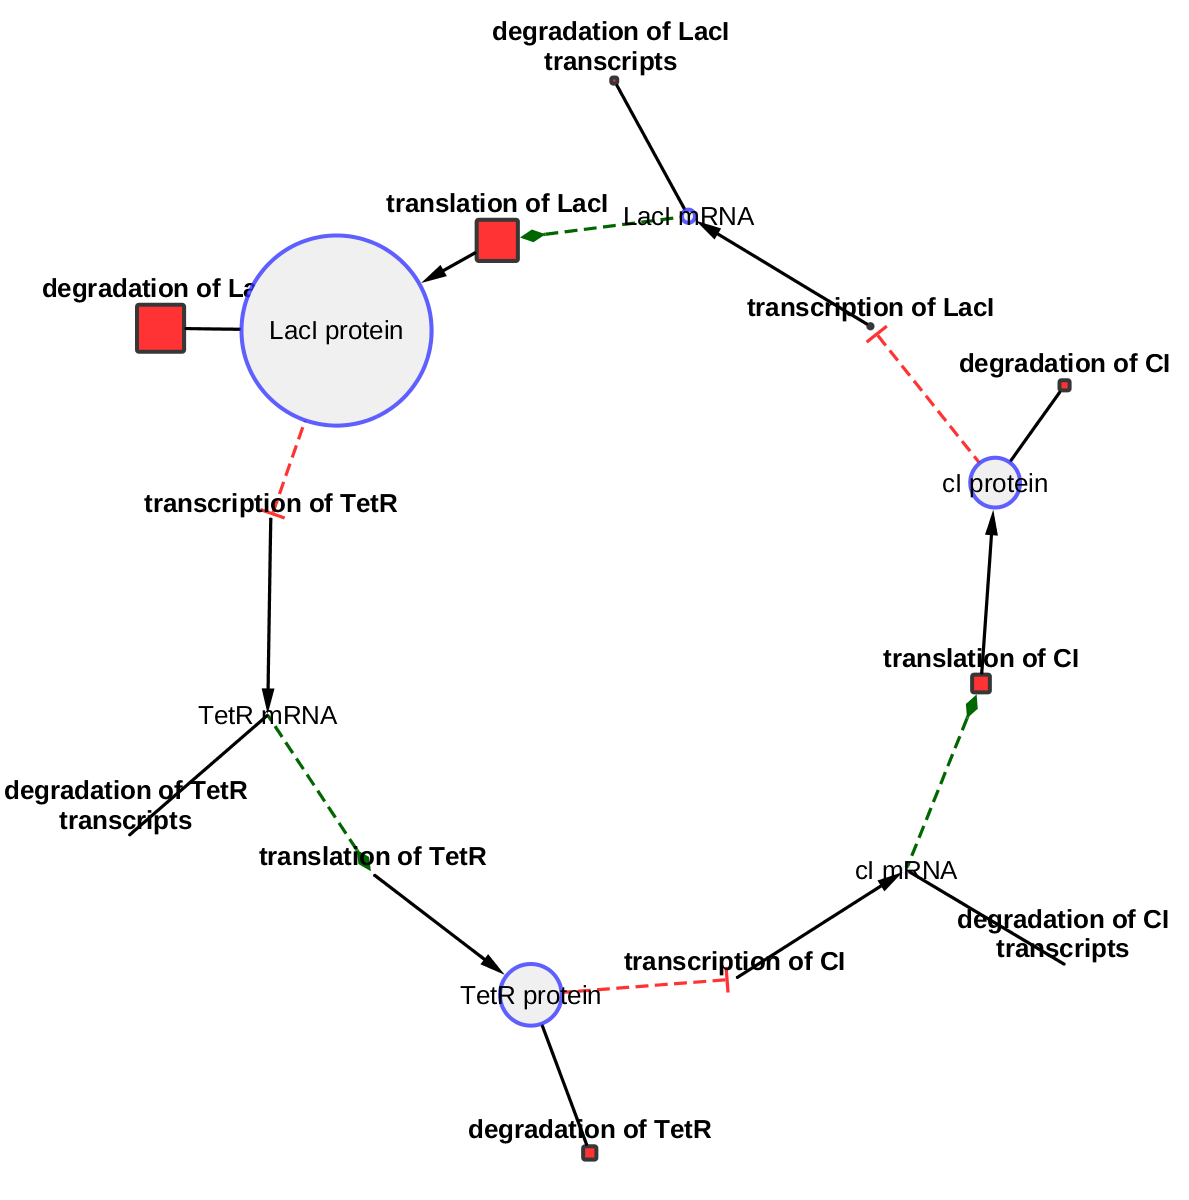 degradation of LacI
transcripts
translation of LacI
LacI mRNA
degradation of La
LacI protein
transcription of LacI
degradation of CI
cI protein
transcription of TetR
translation of CI
TetR mRNA
degradation of TetR
transcripts
translation of TetR
cI mRNA
degradation of CI
transcripts
transcription of CI
TetR protein
degradation of TetR